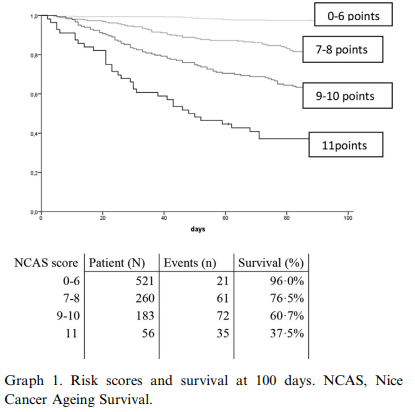 1,0
0-6 points
7-8 points
0,8
9-10 points
0,6
0,4
11points
0,2
0,0
0 20 40 60 80 100
days
NCAS score Patient (N) Events (n) Survival (%)
0-6 521 21 96·0%
7-8 260 61 76·5%
9-10 183 72 60·7%
11 56 35 37·5%
Graph 1. Risk scores and survival at 100 days. NCAS, Nice
Cancer Ageing Survival.